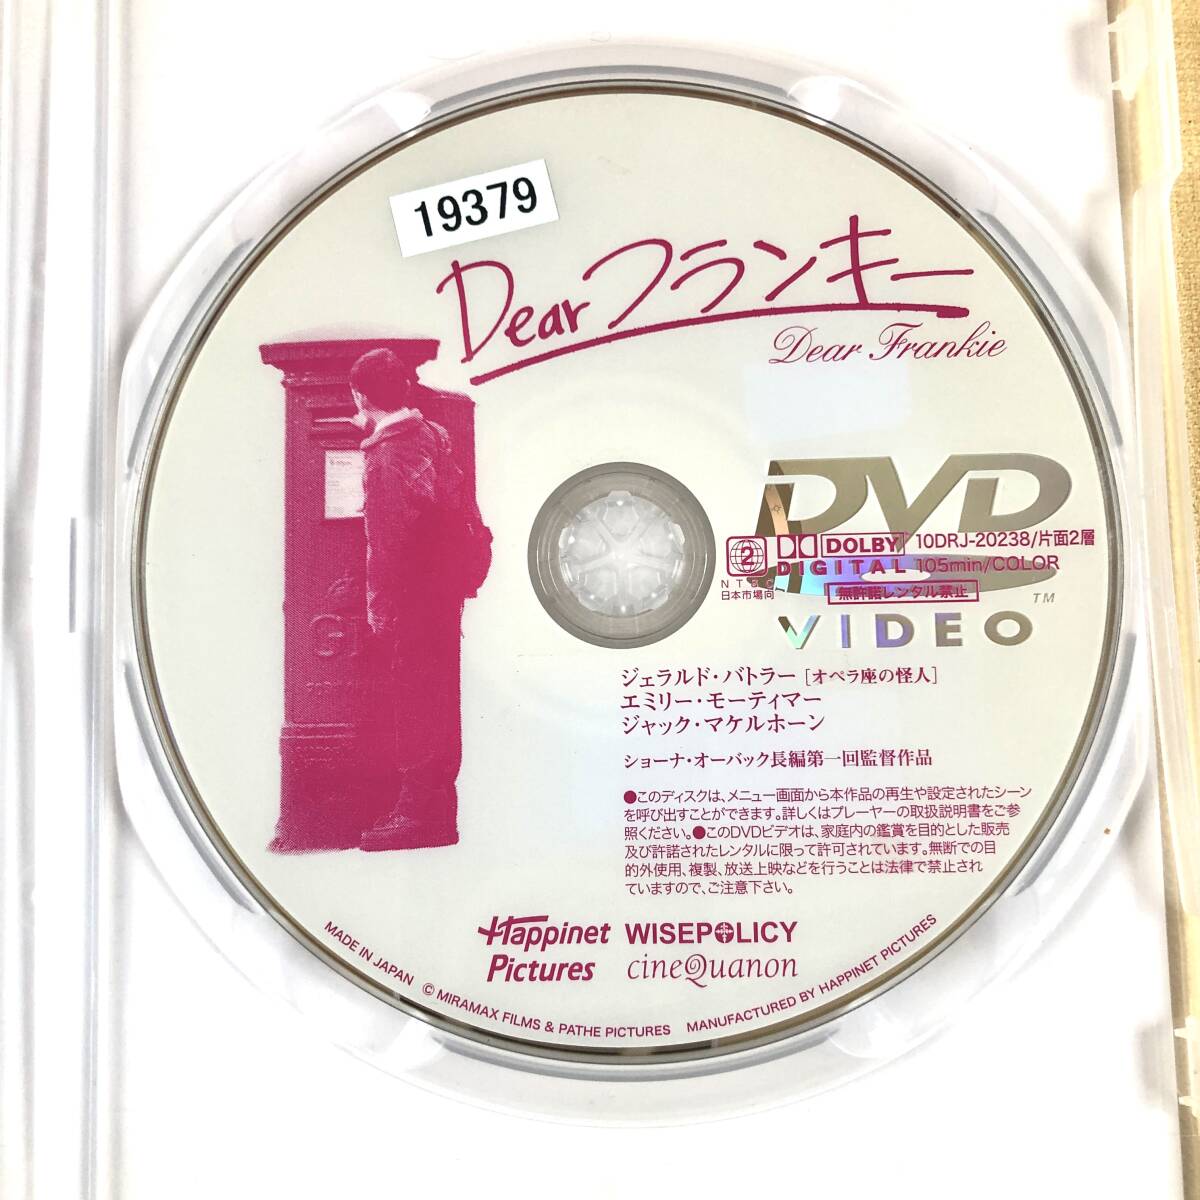 19379
Dear フランキー
Dear Frankie
DVD
VIDEO
TM
2
NTSC
日本市場向
DOLBY
DIGITAL
10DRJ-20238/片面2層
105min/COLOR
無許諾レンタル禁止
ジェラルド・バトラー [オペラ座の怪人]
エミリー・モーティマー
ジャック・マケルホーン
ショーナ・オーバック長編第一回監督作品
●このディスクは、メニュー画面から本作品の再生や設定されたシーン
を呼び出すことができます。詳しくはプレーヤーの取扱説明書をご参
照ください。●このDVDビデオは、家庭内の鑑賞を目的とした販売
及び許諾されたレンタルに限って許可されています。無断での目
的外使用、複製、放送上映などを行うことは法律で禁止され
ていますので、ご注意下さい。
Happinet
Pictures
WISEPOLICY
cineQuanon
MADE IN JAPAN
© MIRAMAX FILMS & PATHE PICTURES
MANUFACTURED BY HAPPINET PICTURES